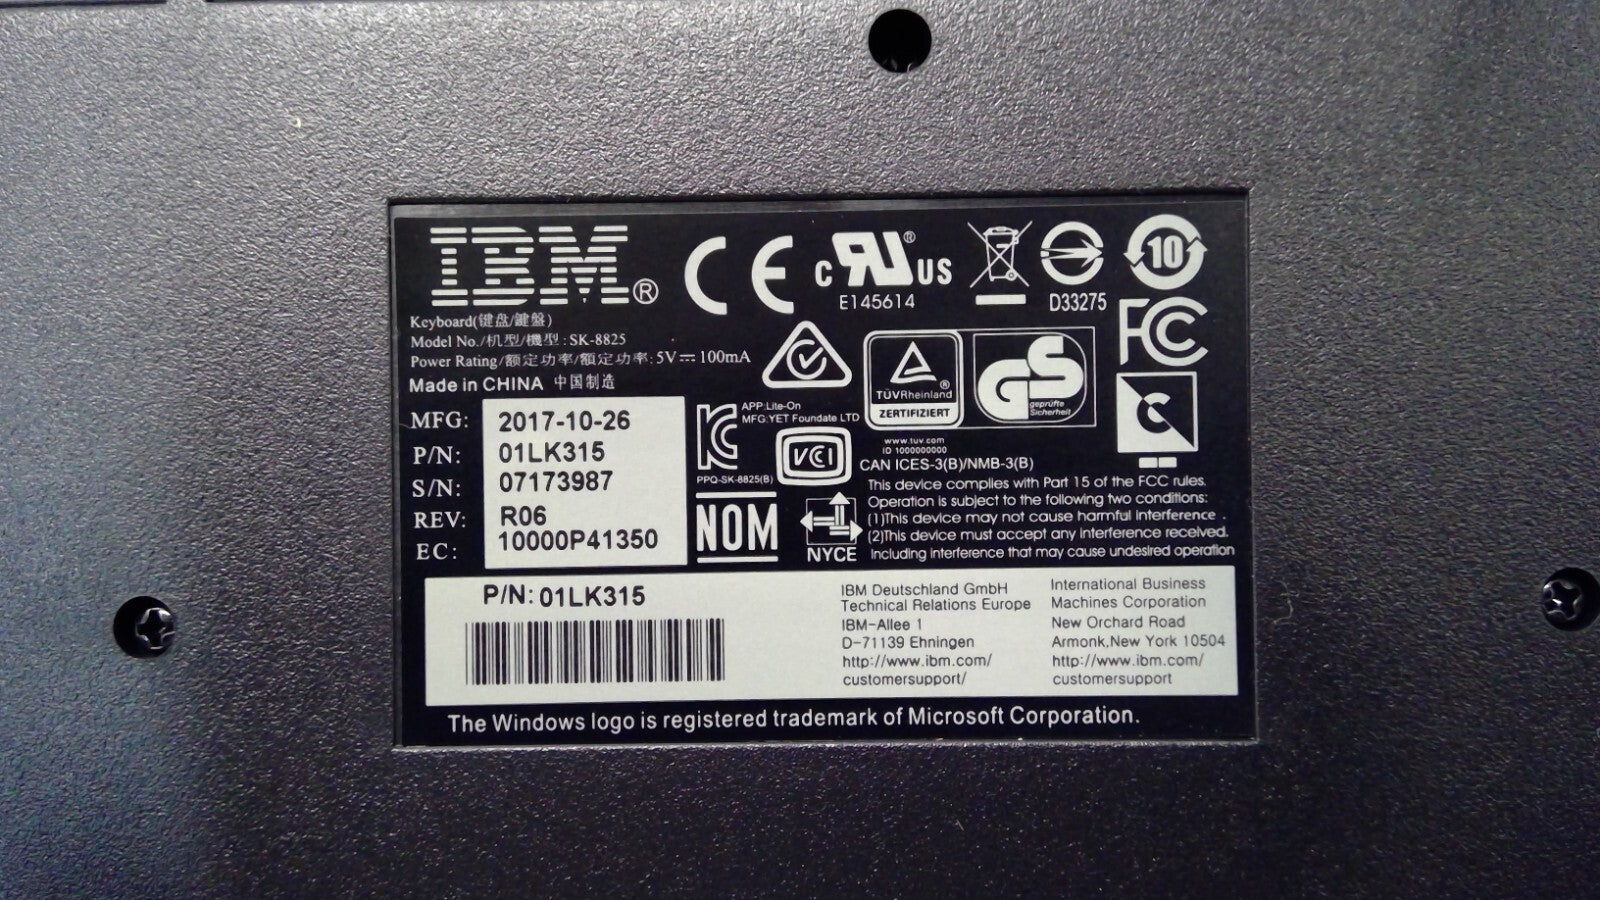 IBM®
CE
c RU® US
E145614
D33275
10
FC
Keyboard(键盘/鍵盤)
Model No./机型/機型: SK-8825
Power Rating/额定功率/額定功率: 5V⎓100mA
Made in CHINA 中国制造
MFG: 2017-10-26
P/N: 01LK315
S/N: 07173987
REV: R06
EC: 10000P41350
APP:Lite-On
MFG:YET Foundate LTD
PPQ-SK-8825(B)
VCI
TÜVRheinland®
ZERTIFIZIERT
GS
geprüfte
Sicherheit
www.tuv.com
ID 1000000000
NOM
NYCE
CAN ICES-3(B)/NMB-3(B)
This device complies with Part 15 of the FCC rules.
Operation is subject to the following two conditions:
(1)This device may not cause harmful interference .
(2)This device must accept any interference received.
Including interference that may cause undesired operation
P/N: 01LK315
IBM Deutschland GmbH
Technical Relations Europe
IBM-Allee 1
D-71139 Ehningen
http://www.ibm.com/
customersupport/
International Business
Machines Corporation
New Orchard Road
Armonk,New York 10504
http://www.ibm.com/
customersupport
The Windows logo is registered trademark of Microsoft Corporation.